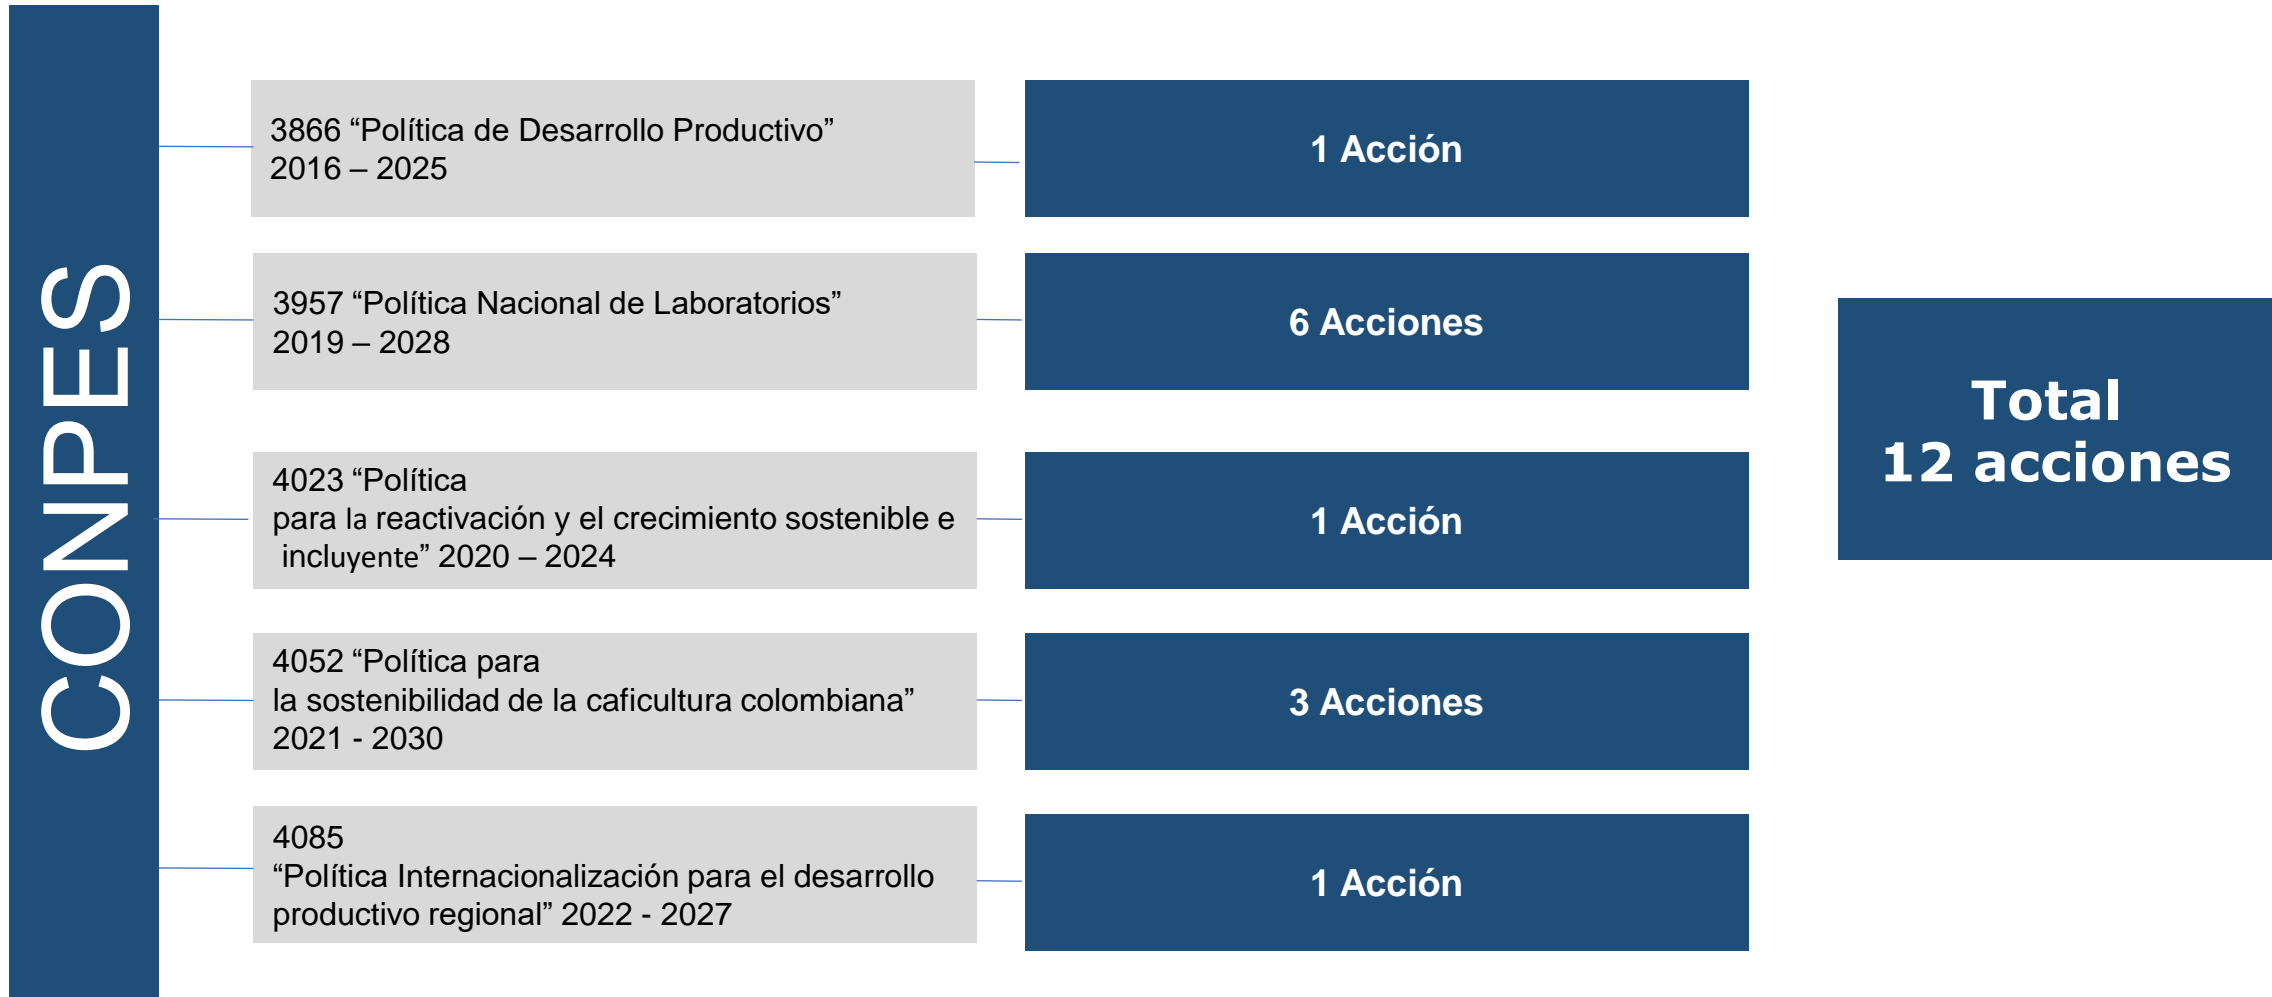 CONPES
3866 “Política de Desarrollo Productivo”
2016 – 2025
1 Acción
3957 “Política Nacional de Laboratorios”
2019 – 2028
6 Acciones
4023 “Política
para la reactivación y el crecimiento sostenible e
incluyente” 2020 – 2024
1 Acción
4052 “Política para
la sostenibilidad de la caficultura colombiana”
2021 - 2030
3 Acciones
4085
“Política Internacionalización para el desarrollo
productivo regional” 2022 - 2027
1 Acción
Total
12 acciones